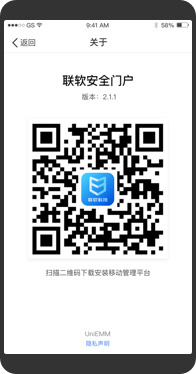 GS 9:41 AM 58%
返回 关于
联软安全门户
版本：2.1.1
联软科技
扫描二维码下载安装移动管理平台
UniEMM
隐私声明